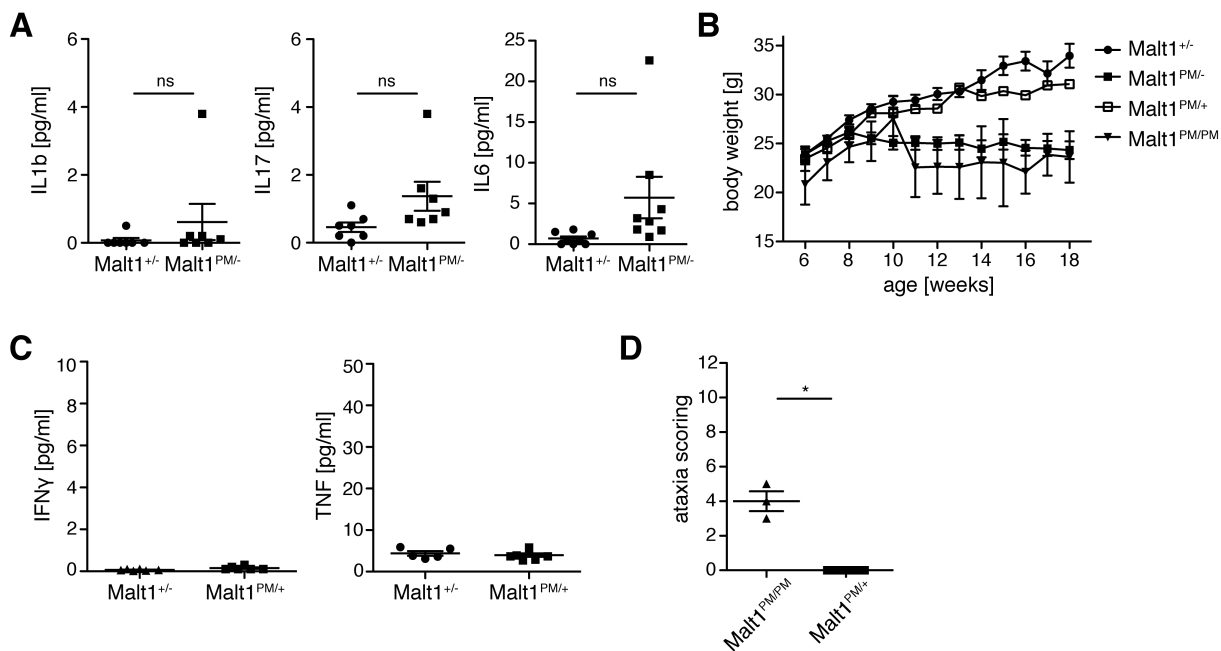 A
IL1b [pg/ml]
6
4
2
0
ns
Malt1+/- Malt1PM/-
IL17 [pg/ml]
6
4
2
0
ns
Malt1+/- Malt1PM/-
IL6 [pg/ml]
25
20
15
10
5
0
ns
Malt1+/- Malt1PM/-
B
body weight [g]
35
30
25
20
15
6 8 10 12 14 16 18
age [weeks]
Malt1+/-
Malt1PM/-
Malt1PM/+
Malt1PM/PM
C
IFNγ [pg/ml]
10
8
6
4
2
0
Malt1+/- Malt1PM/+
TNF [pg/ml]
50
40
30
20
10
0
Malt1+/- Malt1PM/+
D
ataxia scoring
12
10
8
6
4
2
0
*
Malt1PM/PM
Malt1PM/+